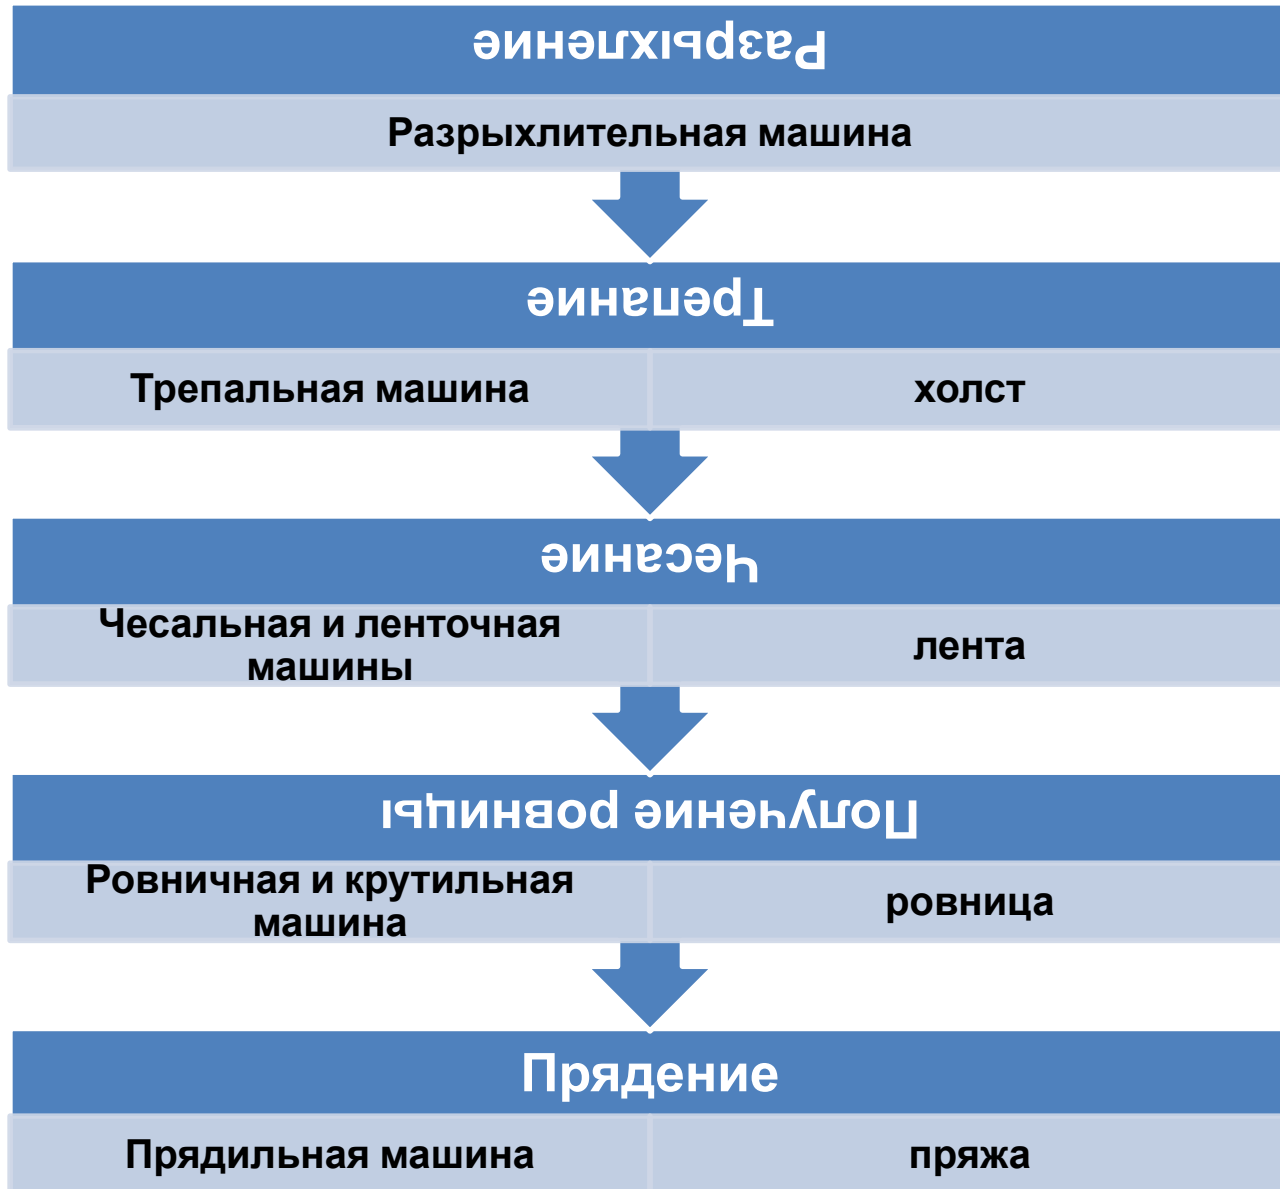 Разрыхление
Разрыхлительная машина
Трепание
Трепальная машина
холст
Чесание
Чесальная и ленточная
машины
лента
Получение ровницы
Ровничная и крутильная
машина
ровница
Прядение
Прядильная машина
пряжа